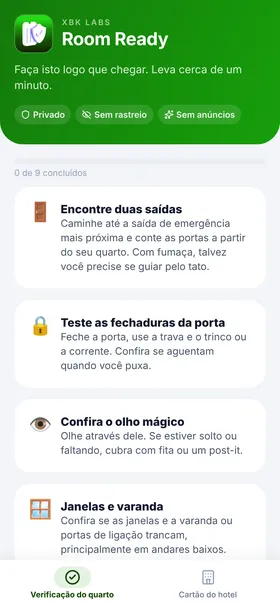 XBK LABS
Room Ready
Faça isto logo que chegar. Leva cerca de um
minuto.
Privado
Sem rastreio
Sem anúncios
0 de 9 concluídos
Encontre duas saídas
Caminhe até a saída de emergência
mais próxima e conte as portas a partir
do seu quarto. Com fumaça, talvez
você precise se guiar pelo tato.
Teste as fechaduras da porta
Feche a porta, use a trava e o trinco ou
a corrente. Confira se aguentam
quando você puxa.
Confira o olho mágico
Olhe através dele. Se estiver solto ou
faltando, cubra com fita ou um post-it.
Janelas e varanda
Confira se as janelas e a varanda ou
portas de ligação trancam,
principalmente em andares baixos.
Verificação do quarto
Cartão do hotel